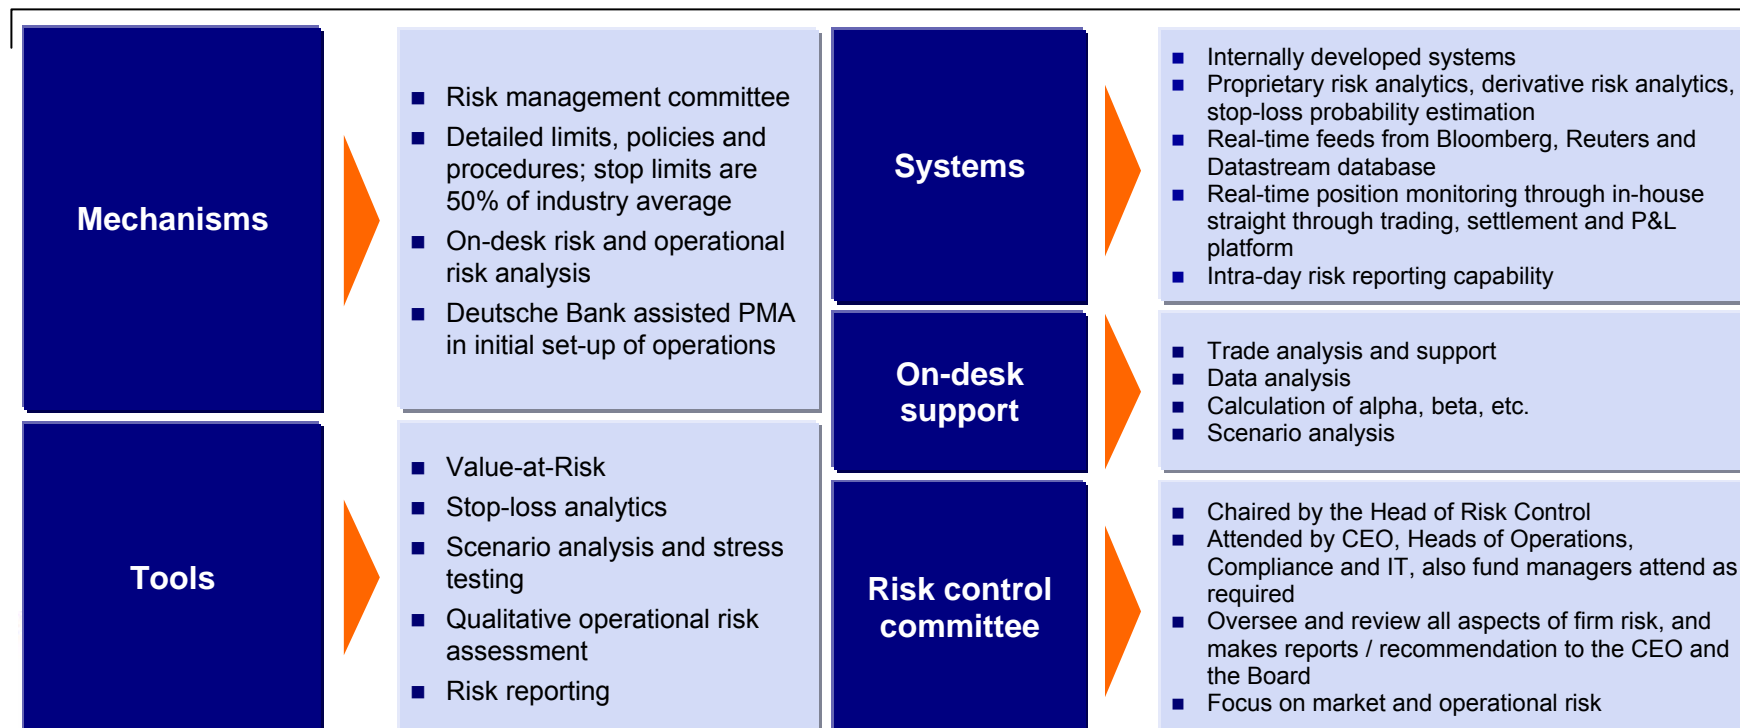 Mechanisms
Risk management committee
Detailed limits, policies and
procedures; stop limits are
50% of industry average
On-desk risk and operational
risk analysis
Deutsche Bank assisted PMA
in initial set-up of operations
Tools
Value-at-Risk
Stop-loss analytics
Scenario analysis and stress
testing
Qualitative operational risk
assessment
Risk reporting
Systems
Internally developed systems
Proprietary risk analytics, derivative risk analytics,
stop-loss probability estimation
Real-time feeds from Bloomberg, Reuters and
Datastream database
Real-time position monitoring through in-house
straight through trading, settlement and P&L
platform
Intra-day risk reporting capability
On-desk
support
Trade analysis and support
Data analysis
Calculation of alpha, beta, etc.
Scenario analysis
Risk control
committee
Chaired by the Head of Risk Control
Attended by CEO, Heads of Operations,
Compliance and IT, also fund managers attend as
required
Oversee and review all aspects of firm risk, and
makes reports / recommendation to the CEO and
the Board
Focus on market and operational risk